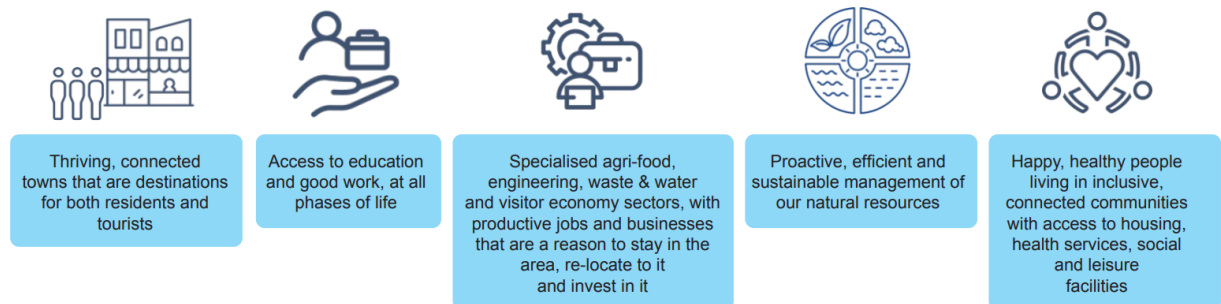 Thriving, connected
towns that are destinations
for both residents and
tourists
Access to education
and good work, at all
phases of life
Specialised agri-food,
engineering, waste & water
and visitor economy sectors, with
productive jobs and businesses
that are a reason to stay in the
area, re-locate to it
and invest in it
Proactive, efficient and
sustainable management of
our natural resources
Happy, healthy people
living in inclusive,
connected communities
with access to housing,
health services, social
and leisure
facilities